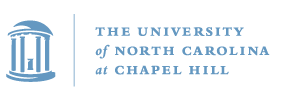 THE UNIVERSITY
of NORTH CAROLINA
at CHAPEL HILL